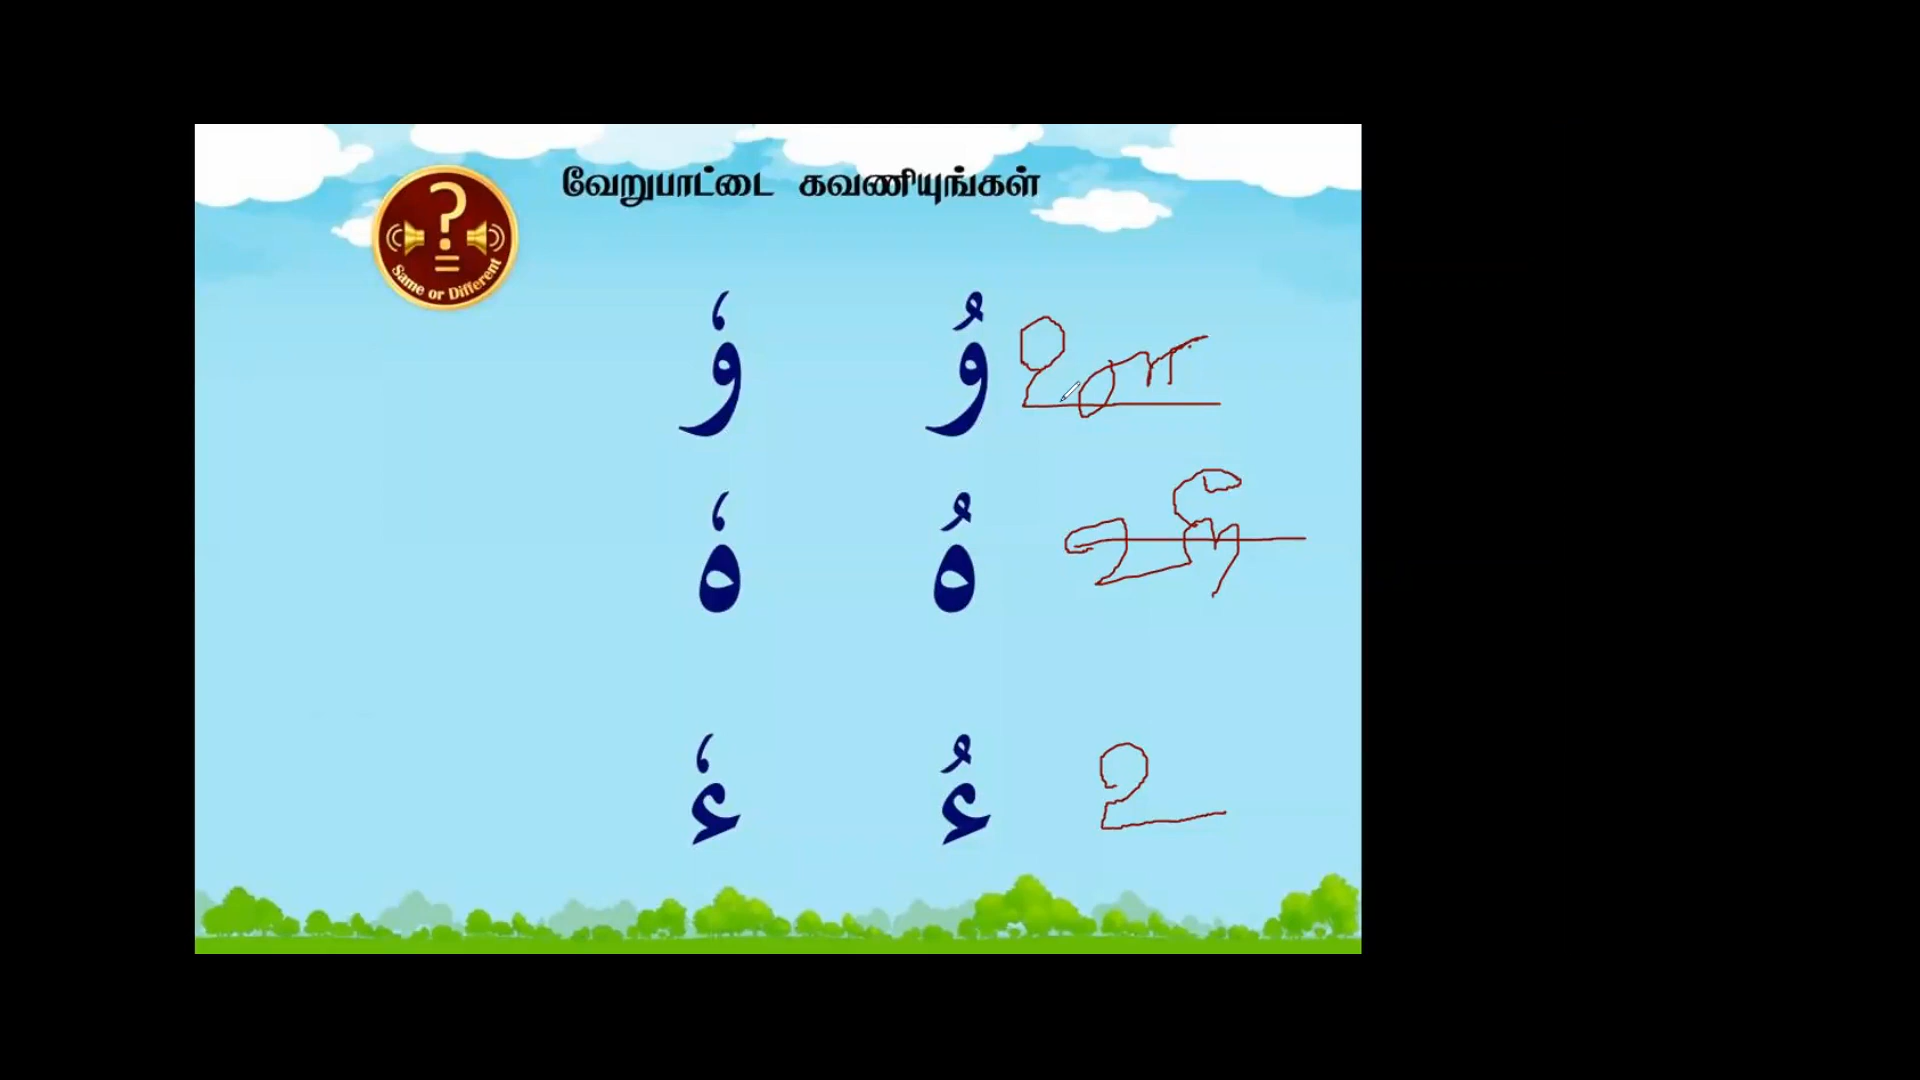 வேறுபாட்டை கவனியுங்கள்
Same or Different
وُ وٗ
هُ هٗ
ءُ ءٗ
உ